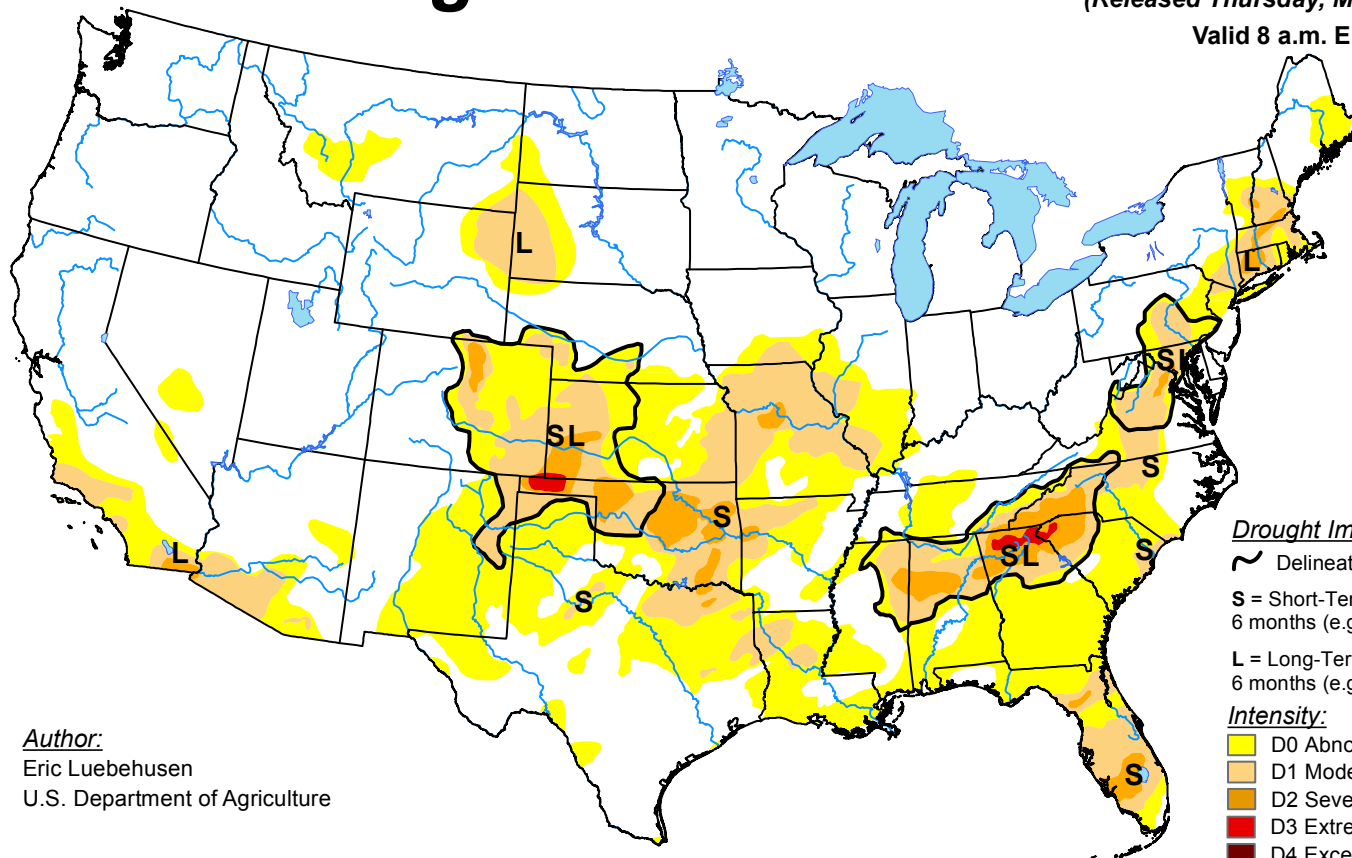 (Released Thursday, M
Valid 8 a.m. E
L
L
SL
SL
S
S
S
SL
S
L
S
Drought Im
Delineat
S = Short-Ter
6 months (e.g
L = Long-Ter
6 months (e.g
Intensity:
D0 Abno
D1 Mode
D2 Seve
D3 Extre
D4 Exce
S
Author:
Eric Luebehusen
U.S. Department of Agriculture